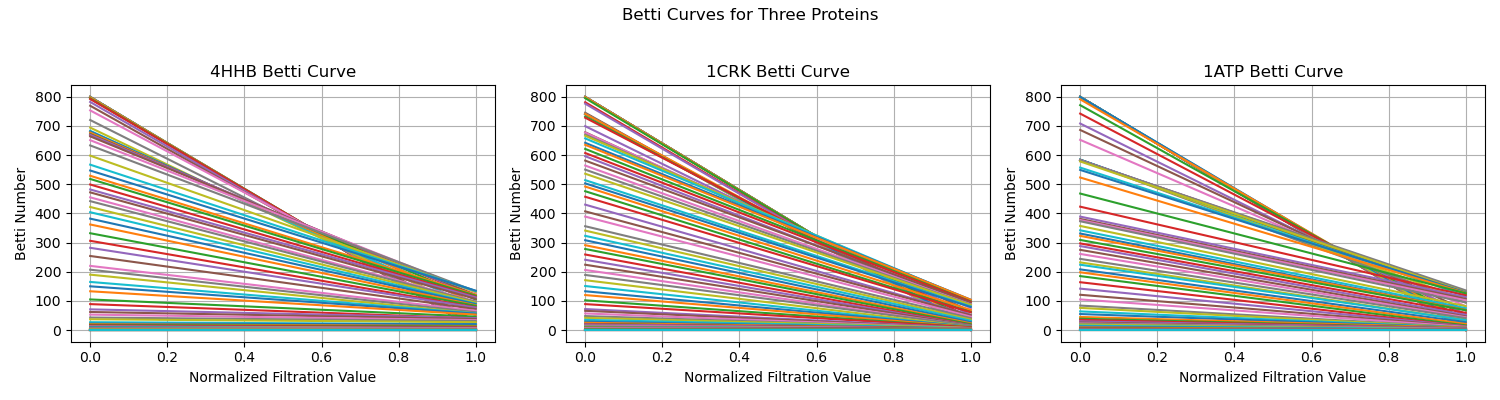 Betti Curves for Three Proteins
4HHB Betti Curve
Betti Number
800
700
600
500
400
300
200
100
0
0.0 0.2 0.4 0.6 0.8 1.0
Normalized Filtration Value
1CRK Betti Curve
Betti Number
800
700
600
500
400
300
200
100
0
0.0 0.2 0.4 0.6 0.8 1.0
Normalized Filtration Value
1ATP Betti Curve
Betti Number
800
700
600
500
400
300
200
100
0
0.0 0.2 0.4 0.6 0.8 1.0
Normalized Filtration Value